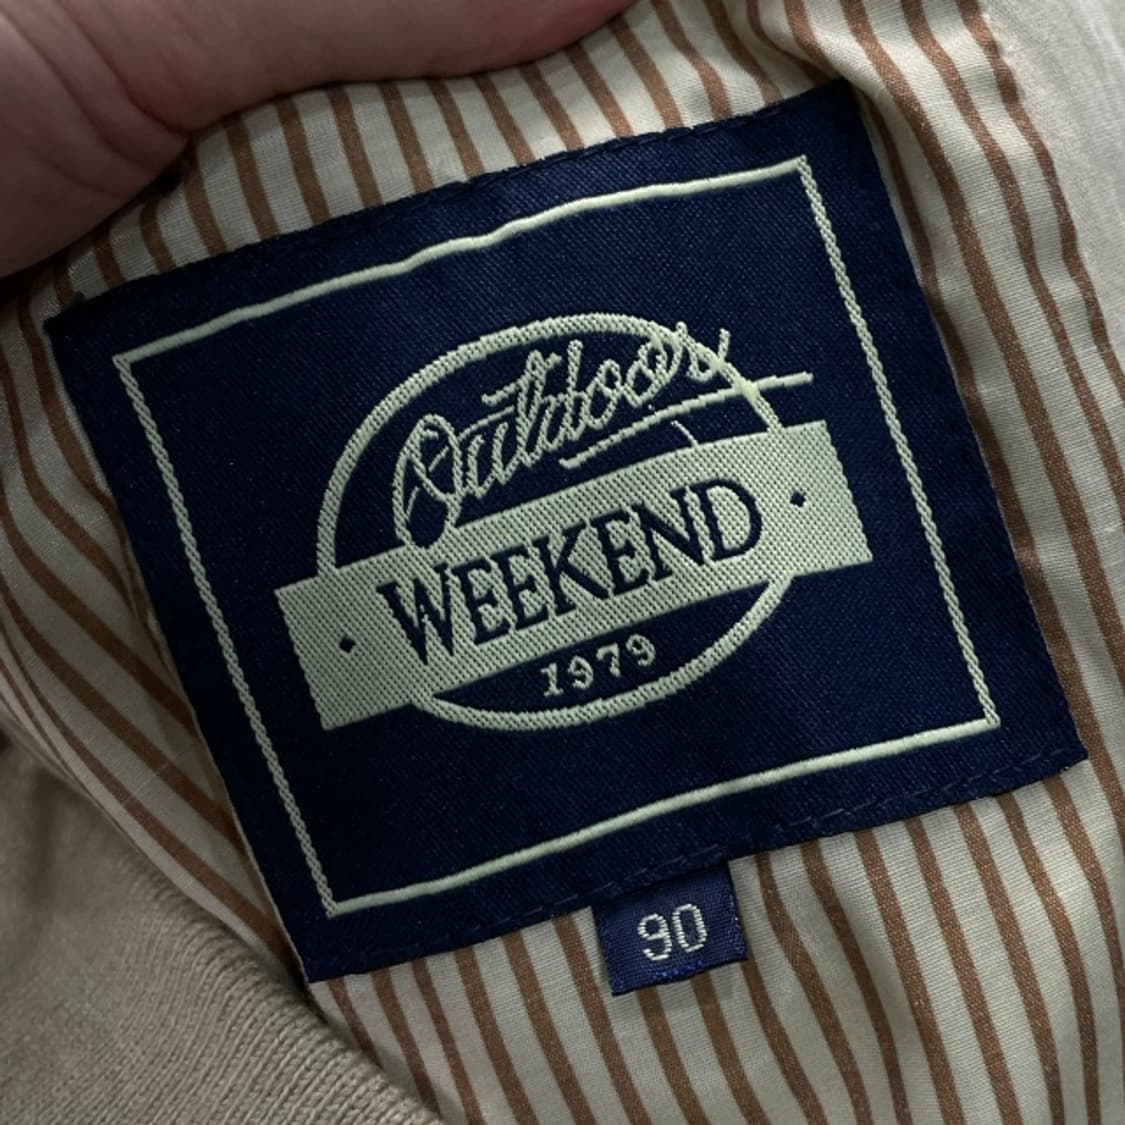 Outdoors
WEEKEND
1979
90